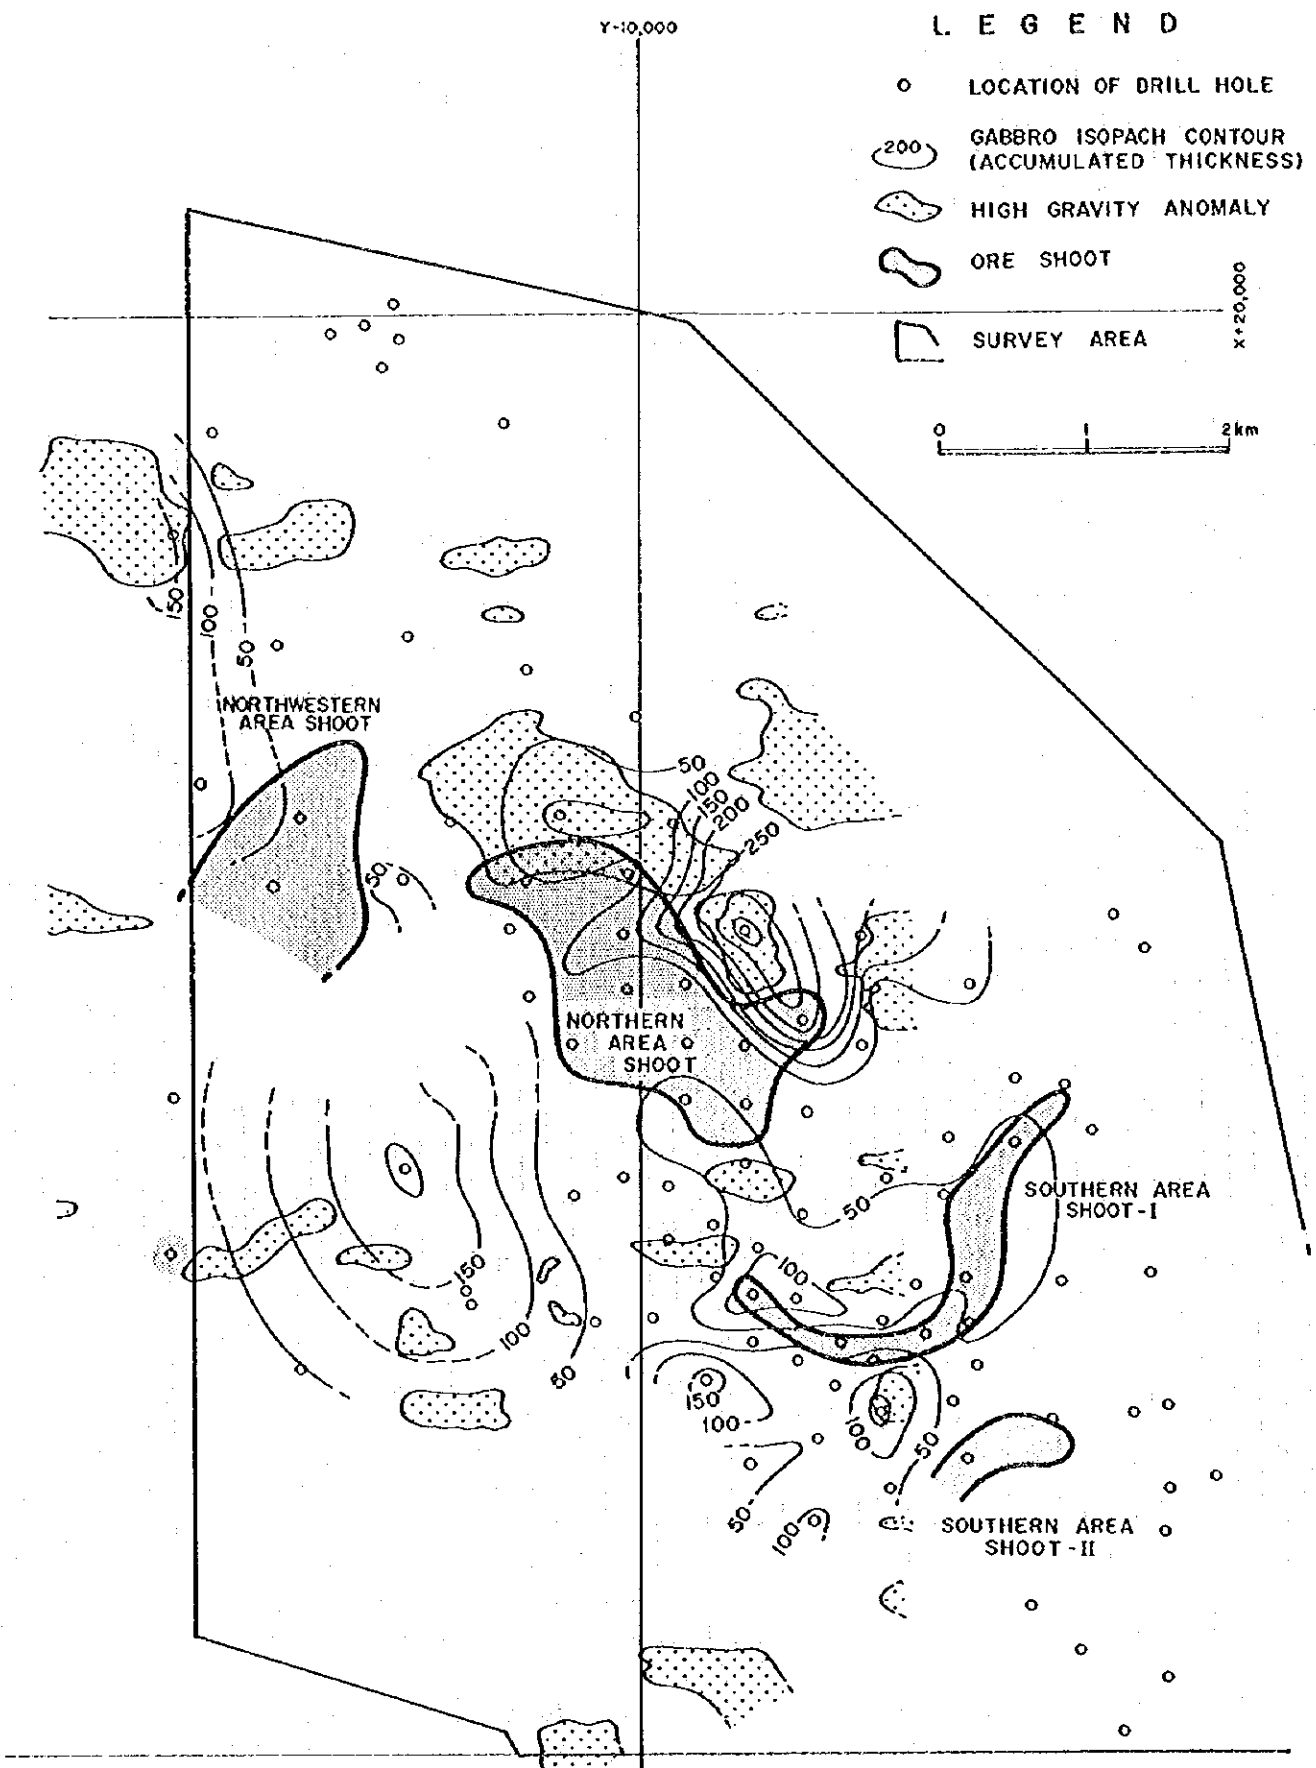 Y-10,000
L E G E N D
LOCATION OF DRILL HOLE
200
GABBRO ISOPACH CONTOUR
(ACCUMULATED THICKNESS)
HIGH GRAVITY ANOMALY
ORE SHOOT
SURVEY AREA
X+20,000
0 1 2km
150
100
50
NORTHWESTERN
AREA SHOOT
50
100
150
200
250
50
NORTHERN
AREA
SHOOT
50
SOUTHERN AREA
SHOOT-I
150
100
100
50
150
100
100
50
50
100
SOUTHERN AREA
SHOOT-II